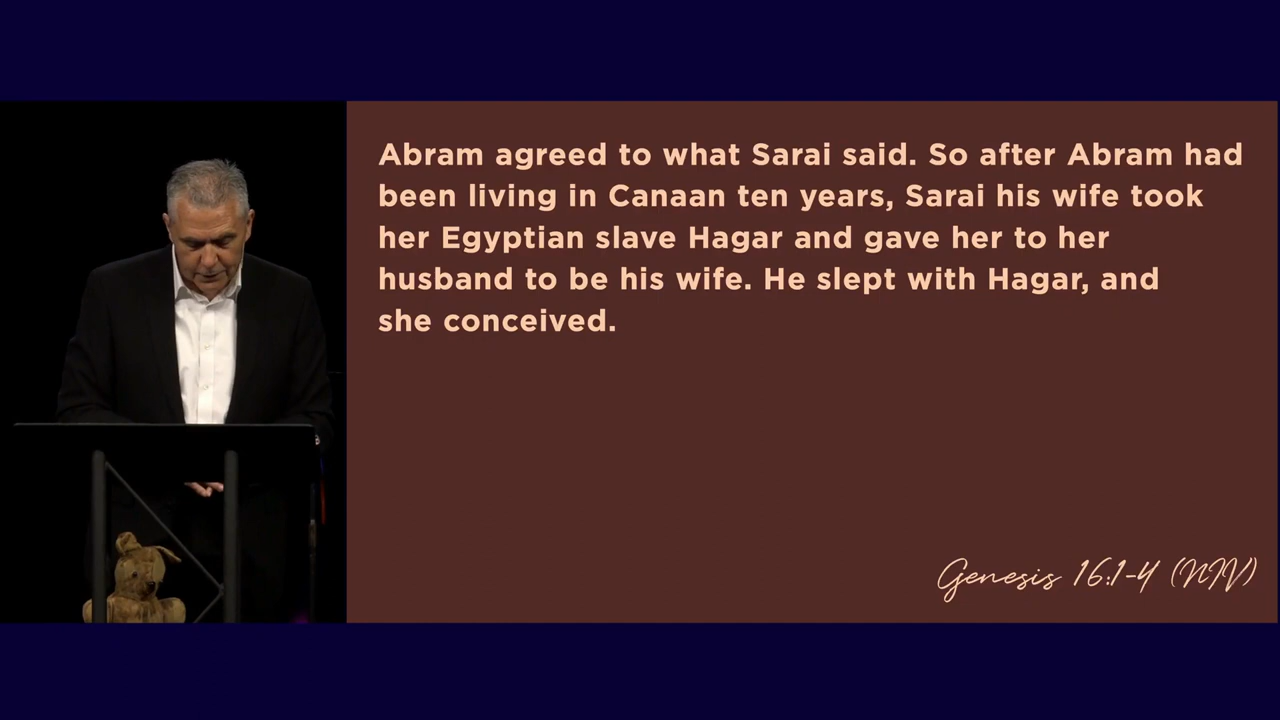 Abram agreed to what Sarai said. So after Abram had
been living in Canaan ten years, Sarai his wife took
her Egyptian slave Hagar and gave her to her
husband to be his wife. He slept with Hagar, and
she conceived.
Genesis 16:1-4 (NIV)